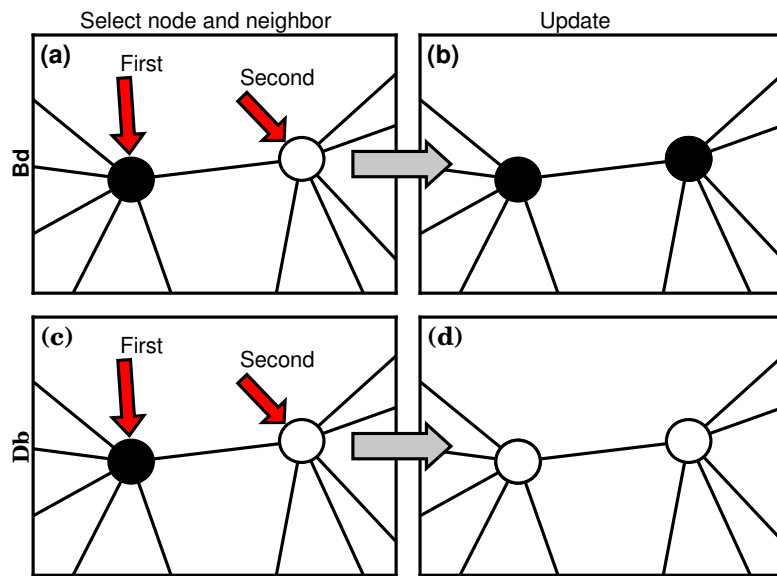 Select node and neighbor
Update
(a)
(b)
First
Second
Bd
(c)
(d)
First
Second
Db